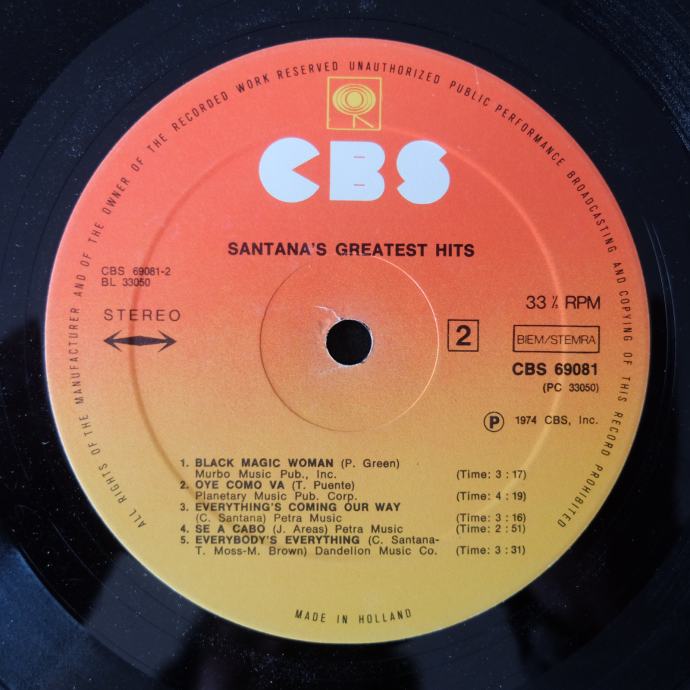 ALL RIGHTS OF THE MANUFACTURER AND OF THE OWNER OF THE RECORDED WORK RESERVED UNAUTHORIZED PUBLIC PERFORMANCE BROADCASTING AND COPYING OF THIS RECORD PROHIBITED
CBS
SANTANA'S GREATEST HITS
CBS 69081-2
BL 33050
STEREO
33⅓ RPM
2
BIEM/STEMRA
CBS 69081
(PC 33050)
Ⓟ 1974 CBS, Inc.
1. BLACK MAGIC WOMAN (P. Green)
Murbo Music Pub., Inc. (Time: 3 : 17)
2. OYE COMO VA (T. Puente)
Planetary Music Pub. Corp. (Time: 4 : 19)
3. EVERYTHING'S COMING OUR WAY
(C. Santana) Petra Music (Time: 3 : 16)
4. SE A CABO (J. Areas) Petra Music (Time: 2 : 51)
5. EVERYBODY'S EVERYTHING (C. Santana-
T. Moss-M. Brown) Dandelion Music Co. (Time: 3 : 31)
MADE IN HOLLAND